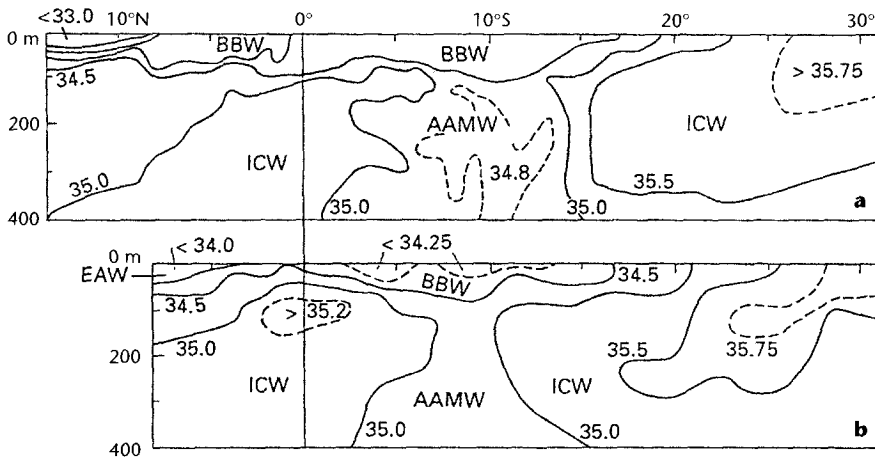 <33.0 10°N 0° 10°S 20° 30°
0 m BBW BBW
34.5 > 35.75
200 AAMW ICW
ICW 34.8
35.0 35.5
400 35.0 35.0 a
0 m < 34.0 < 34.25
EAW BBW 34.5
34.5 > 35.2
35.0 35.5 35.75
200
ICW AAMW ICW
400 35.0 35.0 b